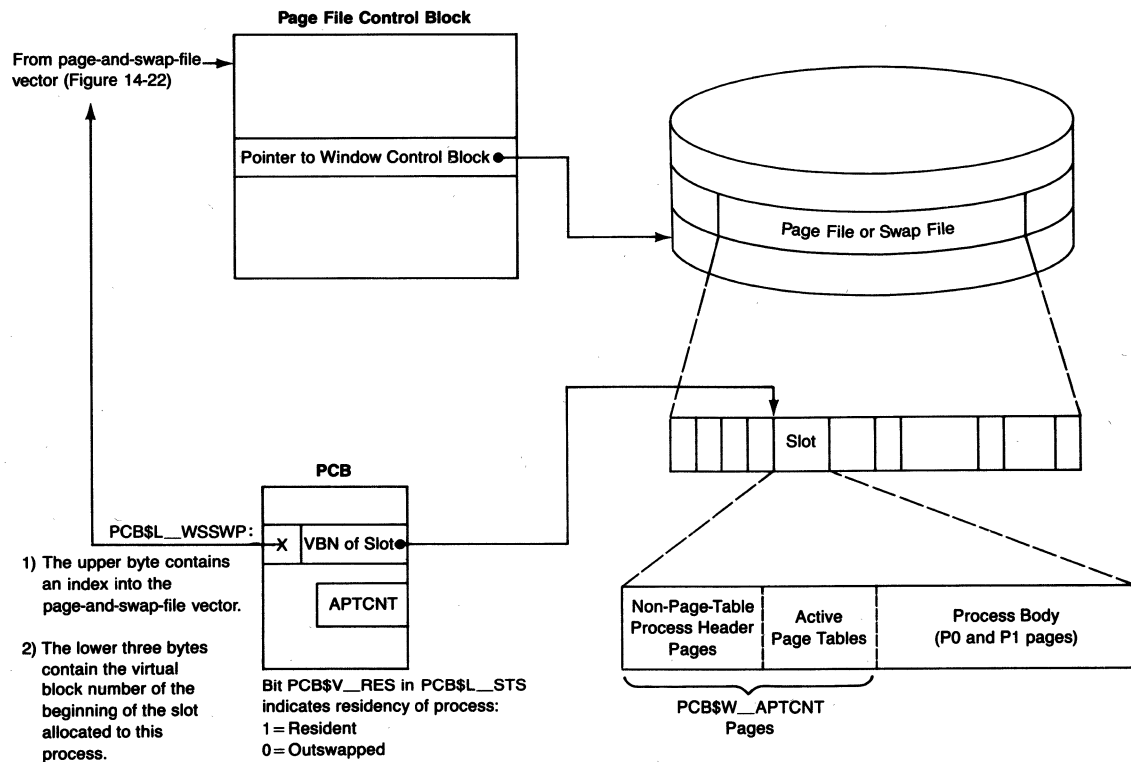 Page File Control Block
From page-and-swap-file
vector (Figure 14-22)
Pointer to Window Control Block
Page File or Swap File
Slot
PCB
PCB$L__WSSWP:
X
VBN of Slot
APTCNT
1) The upper byte contains
an index into the
page-and-swap-file vector.
2) The lower three bytes
contain the virtual
block number of the
beginning of the slot
allocated to this
process.
Bit PCB$V__RES in PCB$L__STS
indicates residency of process:
1=Resident
0=Outswapped
Non-Page-Table
Process Header
Pages
Active
Page Tables
Process Body
(P0 and P1 pages)
PCB$W__APTCNT
Pages